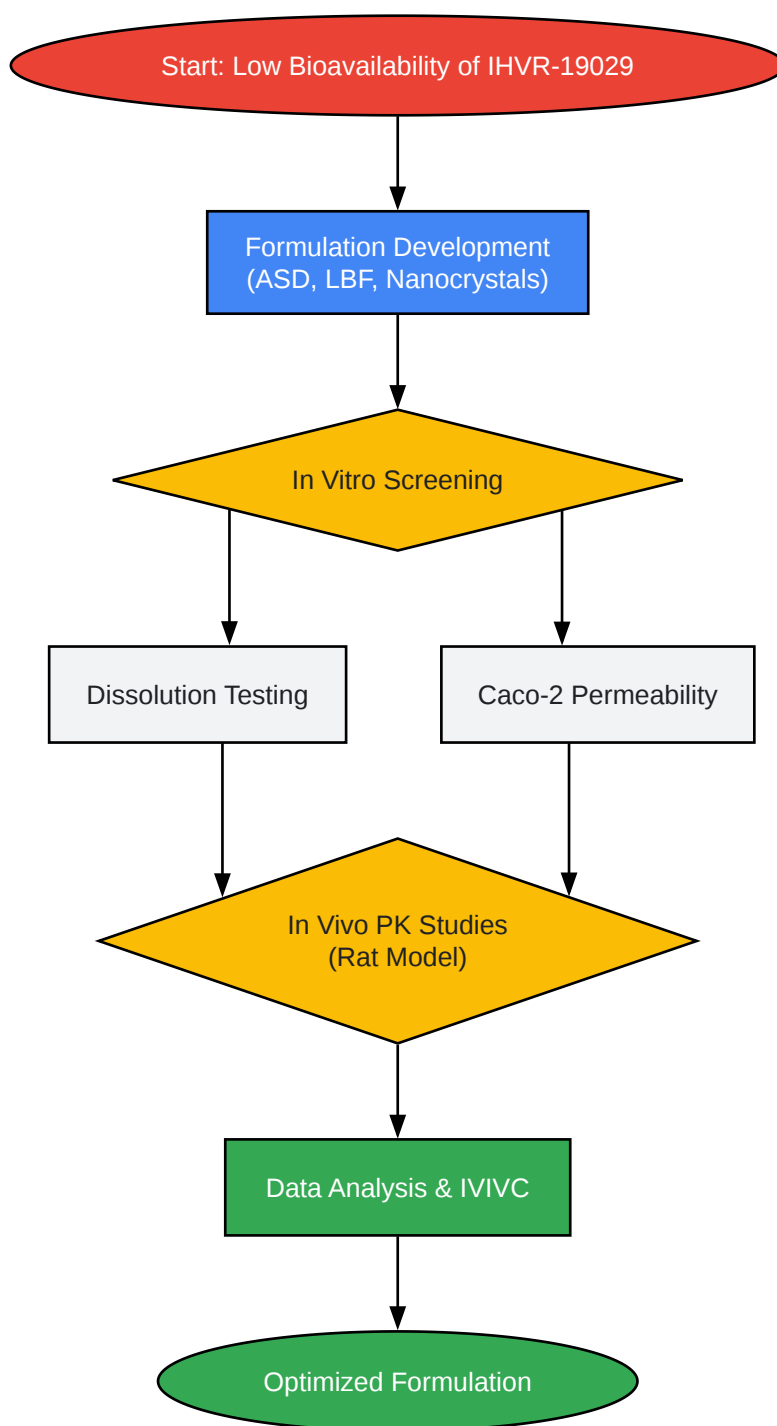 Start: Low Bioavailability of IHVR-19029
Formulation Development
(ASD, LBF, Nanocrystals)
In Vitro Screening
Dissolution Testing
Caco-2 Permeability
In Vivo PK Studies
(Rat Model)
Data Analysis & IVIVC
Optimized Formulation